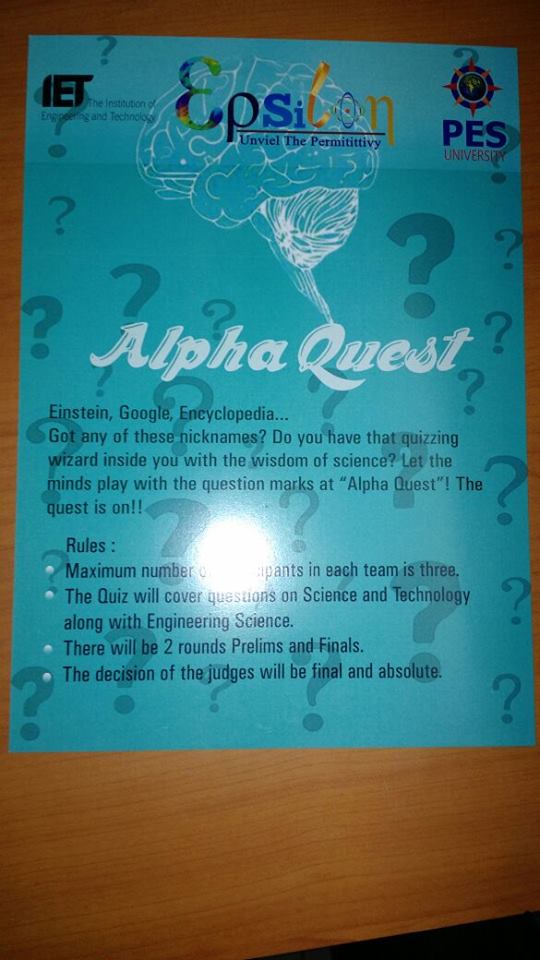 IET The Institution of
Engineering and Technology
Epsilon
Unviel The Permitittivy
PES
UNIVERSITY
Alpha Quest
Einstein, Google, Encyclopedia...
Got any of these nicknames? Do you have that quizzing
wizard inside you with the wisdom of science? Let the
minds play with the question marks at “Alpha Quest”! The
quest is on!!
Rules :
Maximum number in each team is three.
The Quiz will cover questions on Science and Technology
along with Engineering Science.
There will be 2 rounds Prelims and Finals.
The decision of the judges will be final and absolute.